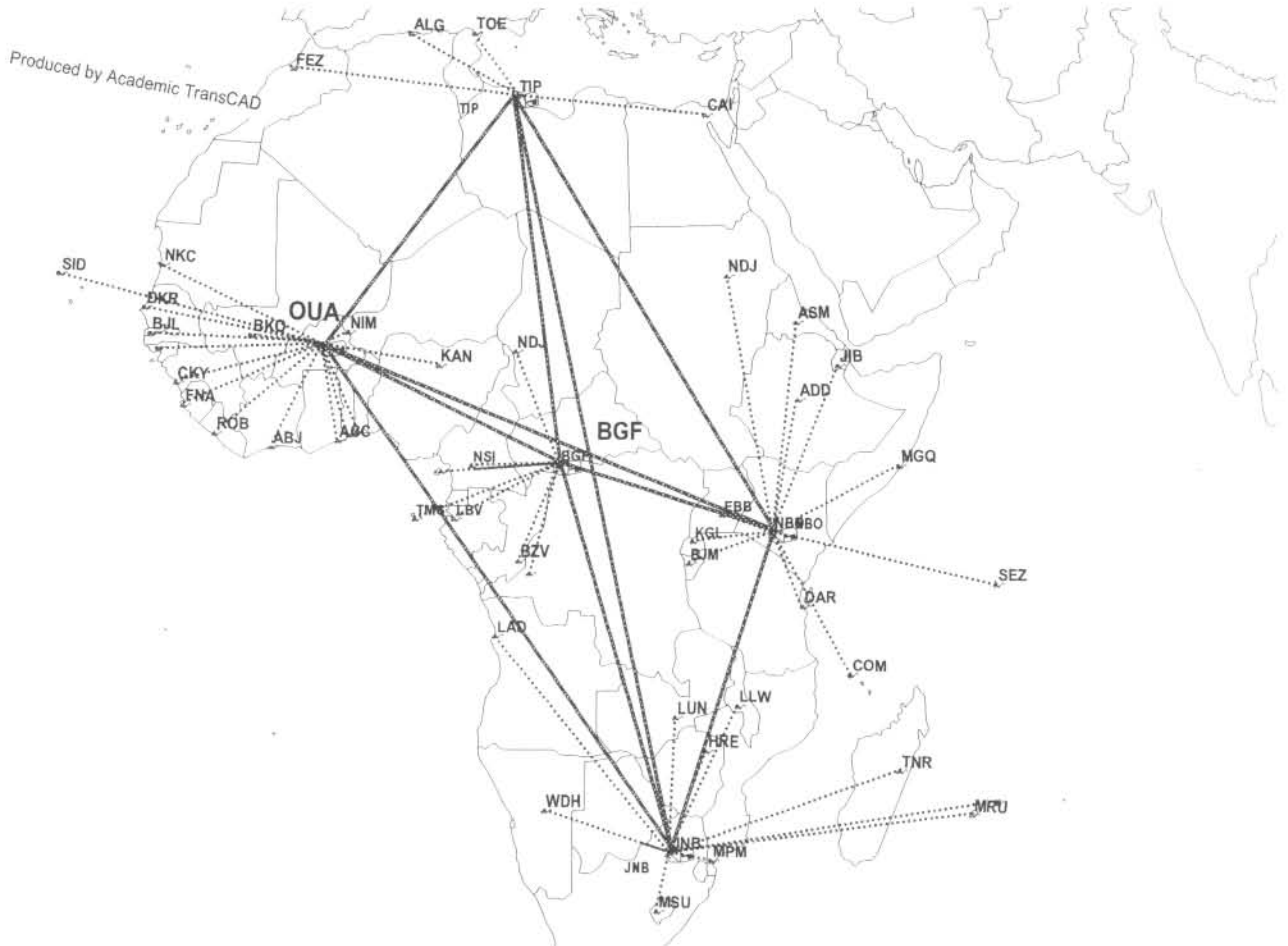 ALG
TOE
FEZ
Produced by Academic TransCAD
TIP
TIP
CAI
NKC
SID
NDJ
DKR
OUA
ASM
BJL
BKO
NIM
NDJ
KAN
JIB
CKY
ADD
FNA
ROB
ABJ
ACC
BGF
NSI
BGF
MGQ
TMS
LBV
EBB
NBO
KGL
BJM
BZV
SEZ
DAR
LAD
COM
LLW
LUN
HRE
TNR
WDH
MRU
JNB
MPM
JNB
MSU